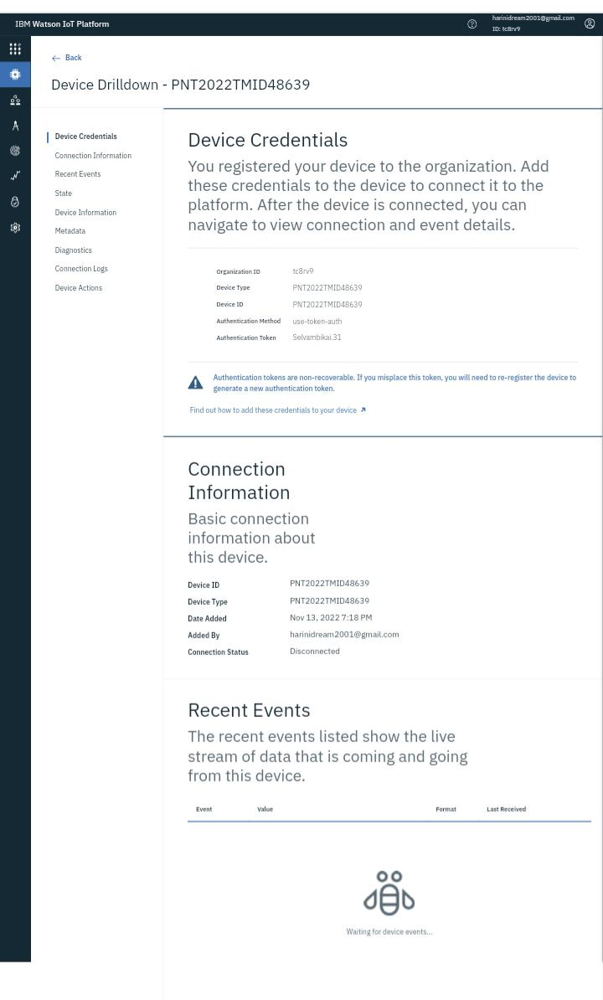 IBM Watson IoT Platform
harinidream2001@gmail.com
ID: tc8rv9
Back
Device Drilldown - PNT2022TMID48639
Device Credentials
Connection Information
Recent Events
State
Device Information
Metadata
Diagnostics
Connection Logs
Device Actions
Device Credentials
You registered your device to the organization. Add
these credentials to the device to connect it to the
platform. After the device is connected, you can
navigate to view connection and event details.
Organization ID tc8rv9
Device Type PNT2022TMID48639
Device ID PNT2022TMID48639
Authentication Method use-token-auth
Authentication Token Selvambikai.31
Authentication tokens are non-recoverable. If you misplace this token, you will need to re-register the device to
generate a new authentication token.
Find out how to add these credentials to your device
Connection
Information
Basic connection
information about
this device.
Device ID PNT2022TMID48639
Device Type PNT2022TMID48639
Date Added Nov 13, 2022 7:18 PM
Added By harinidream2001@gmail.com
Connection Status Disconnected
Recent Events
The recent events listed show the live
stream of data that is coming and going
from this device.
Event Value Format Last Received
Waiting for device events...